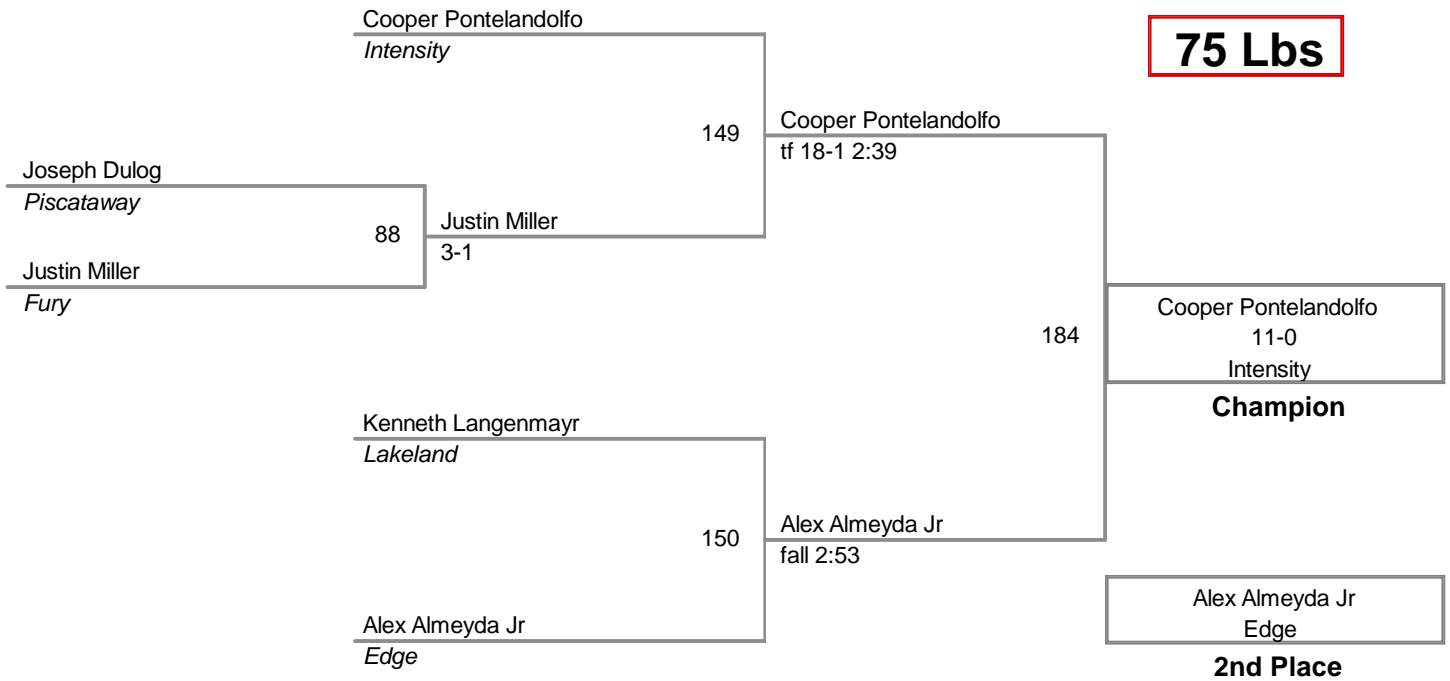 Cooper Pontelandolfo
Intensity
75 Lbs
149
Cooper Pontelandolfo
tf 18-1 2:39
Joseph Dulog
Piscataway
88
Justin Miller
3-1
Justin Miller
Fury
184
Cooper Pontelandolfo
11-0
Intensity
Champion
Kenneth Langenmayr
Lakeland
150
Alex Almeyda Jr
fall 2:53
Alex Almeyda Jr
Edge
Alex Almeyda Jr
Edge
2nd Place